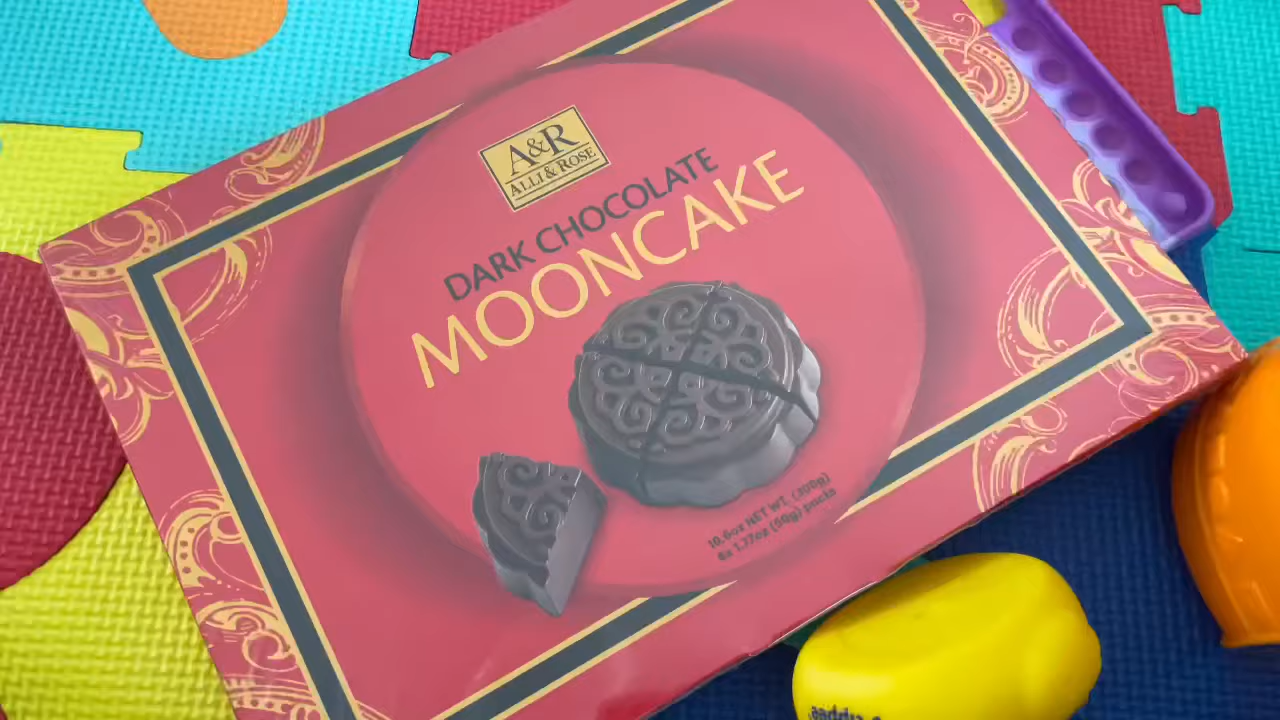 A&R
ALLI & ROSE
DARK CHOCOLATE
MOONCAKE
10.6oz NET WT. (300g)
6x 1.77oz (50g) packs